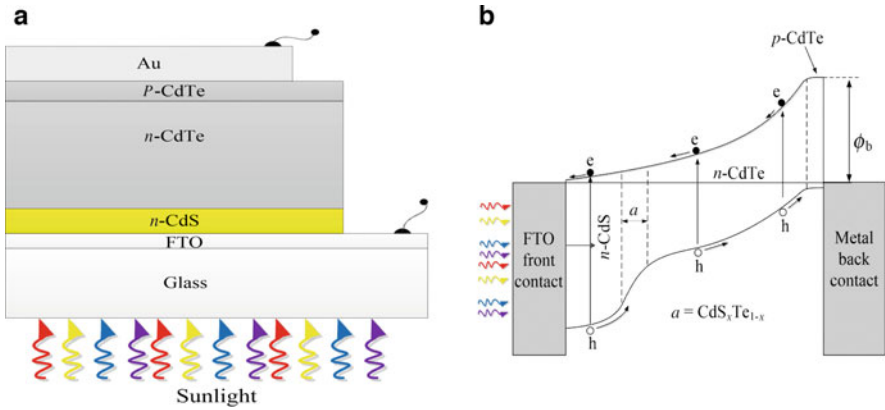 a
Au
P-CdTe
n-CdTe
n-CdS
FTO
Glass
Sunlight
b
p-CdTe
e
e
e
ϕb
n-CdTe
a
n-CdS
h
h
h
FTO
front
contact
Metal
back
contact
a = CdSxTe1-x